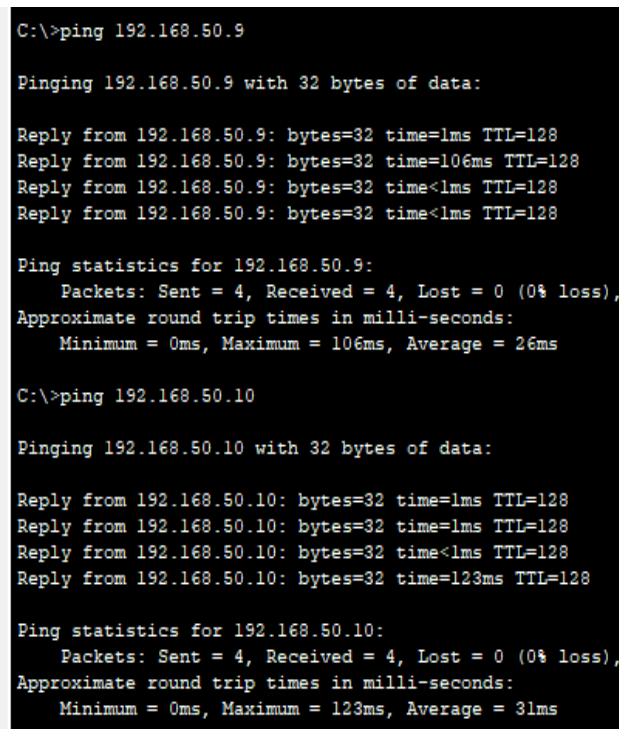 C:\>ping 192.168.50.9
Pinging 192.168.50.9 with 32 bytes of data:
Reply from 192.168.50.9: bytes=32 time=1ms TTL=128
Reply from 192.168.50.9: bytes=32 time=106ms TTL=128
Reply from 192.168.50.9: bytes=32 time<1ms TTL=128
Reply from 192.168.50.9: bytes=32 time<1ms TTL=128
Ping statistics for 192.168.50.9:
    Packets: Sent = 4, Received = 4, Lost = 0 (0% loss),
Approximate round trip times in milli-seconds:
    Minimum = 0ms, Maximum = 106ms, Average = 26ms
C:\>ping 192.168.50.10
Pinging 192.168.50.10 with 32 bytes of data:
Reply from 192.168.50.10: bytes=32 time=1ms TTL=128
Reply from 192.168.50.10: bytes=32 time=1ms TTL=128
Reply from 192.168.50.10: bytes=32 time<1ms TTL=128
Reply from 192.168.50.10: bytes=32 time=123ms TTL=128
Ping statistics for 192.168.50.10:
    Packets: Sent = 4, Received = 4, Lost = 0 (0% loss),
Approximate round trip times in milli-seconds:
    Minimum = 0ms, Maximum = 123ms, Average = 31ms